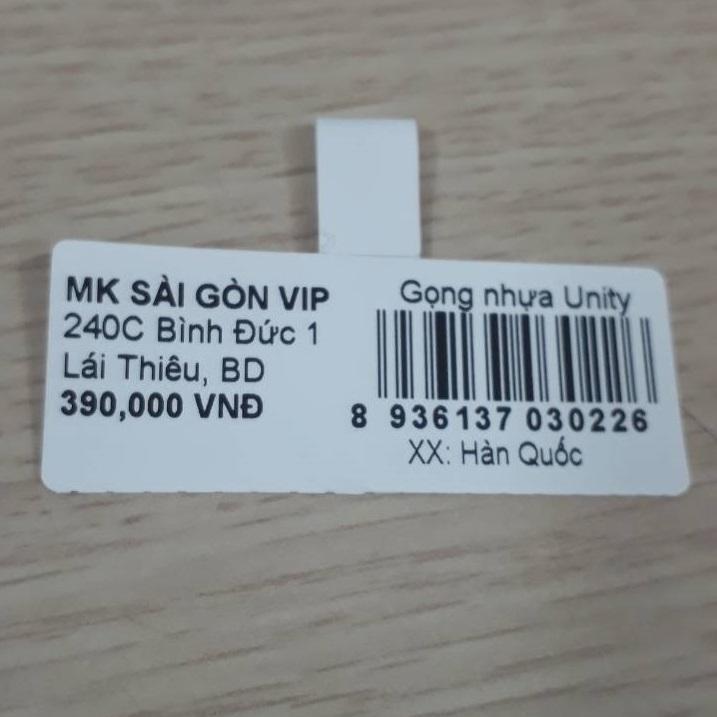 MK SÀI GÒN VIP
240C Bình Đức 1
Lái Thiêu, BD
390,000 VNĐ
Gọng nhựa Unity
8 936137 030226
XX: Hàn Quốc